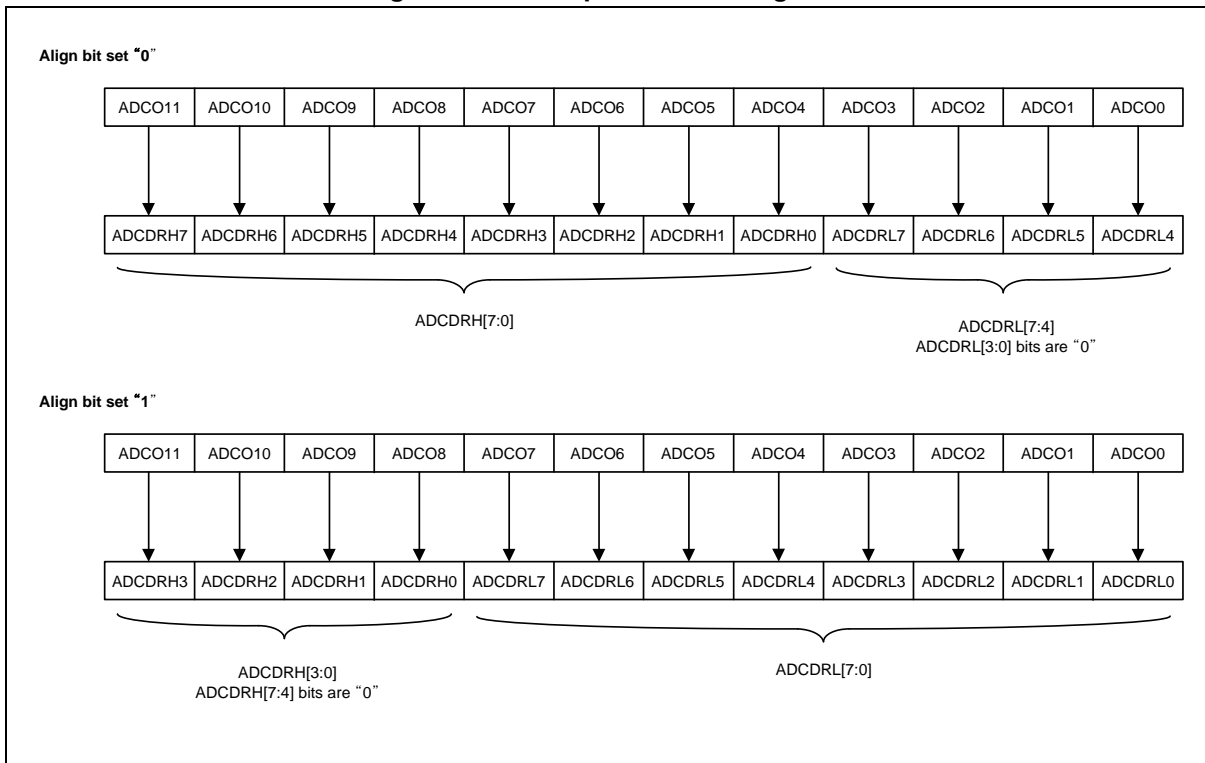 Align bit set “0”
ADCO11 ADCO10 ADCO9 ADCO8 ADCO7 ADCO6 ADCO5 ADCO4 ADCO3 ADCO2 ADCO1 ADCO0
ADCDRH7 ADCDRH6 ADCDRH5 ADCDRH4 ADCDRH3 ADCDRH2 ADCDRH1 ADCDRH0 ADCDRL7 ADCDRL6 ADCDRL5 ADCDRL4
ADCDRH[7:0]
ADCDRL[7:4]
ADCDRL[3:0] bits are “0”
Align bit set “1”
ADCO11 ADCO10 ADCO9 ADCO8 ADCO7 ADCO6 ADCO5 ADCO4 ADCO3 ADCO2 ADCO1 ADCO0
ADCDRH3 ADCDRH2 ADCDRH1 ADCDRH0 ADCDRL7 ADCDRL6 ADCDRL5 ADCDRL4 ADCDRL3 ADCDRL2 ADCDRL1 ADCDRL0
ADCDRH[3:0]
ADCDRH[7:4] bits are “0”
ADCDRL[7:0]